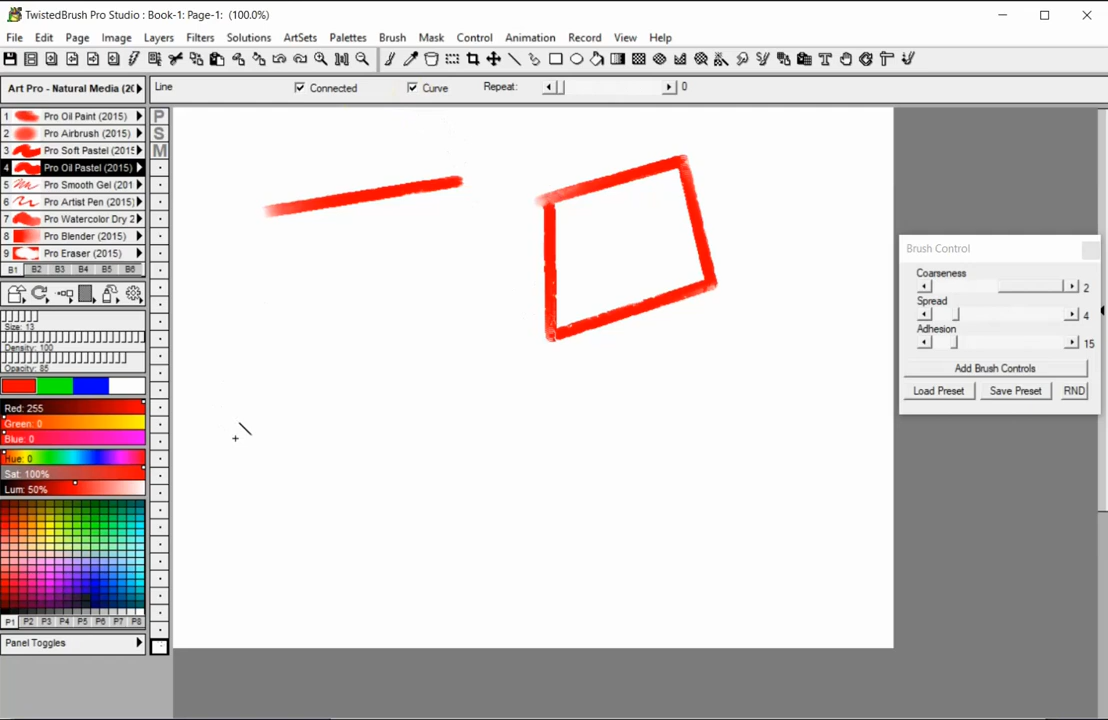 TwistedBrush Pro Studio : Book-1: Page-1: (100.0%)
File Edit Page Image Layers Filters Solutions ArtSets Palettes Brush Mask Control Animation Record View Help
Art Pro - Natural Media (20
Line Connected Curve Repeat: 0
1 Pro Oil Paint (2015)
2 Pro Airbrush (2015)
3 Pro Soft Pastel (2015
4 Pro Oil Pastel (2015)
5 Pro Smooth Gel (201
6 Pro Artist Pen (2015)
7 Pro Watercolor Dry 2
8 Pro Blender (2015)
9 Pro Eraser (2015)
B1 B2 B3 B4 B5 B6
P
S
M
Size: 13
Density: 100
Opacity: 85
Red: 255
Green: 0
Blue: 0
Hue: 0
Sat: 100%
Lum: 50%
P1 P2 P3 P4 P5 P6 P7 P8
Panel Toggles
Brush Control
Coarseness
2
Spread
4
Adhesion
15
Add Brush Controls
Load Preset Save Preset RND